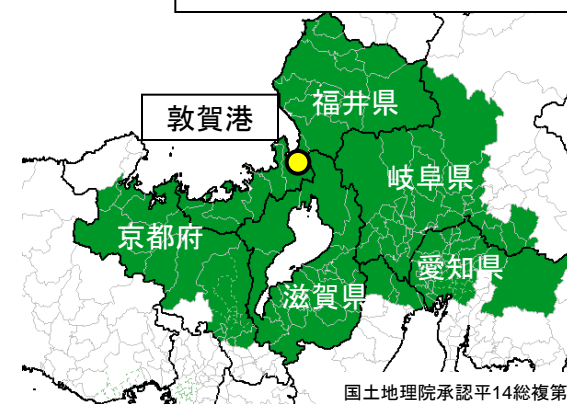 福井県
敦賀港
岐阜県
京都府
愛知県
滋賀県
国土地理院承認平14総複第